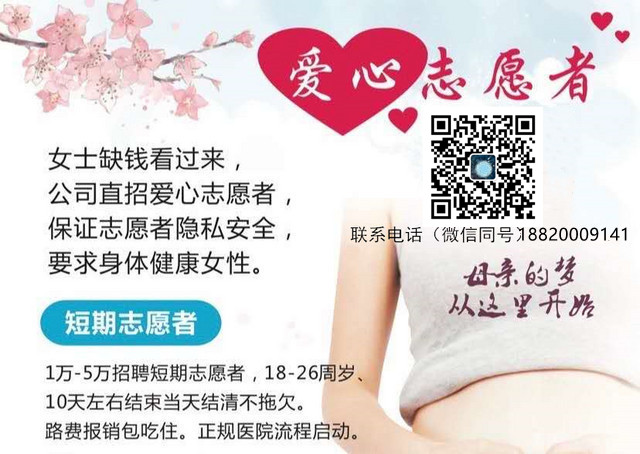 爱心志愿者
女士缺钱看过来，
公司直招爱心志愿者，
保证志愿者隐私安全，
要求身体健康女性。
联系电话（微信同号）18820009141
母亲的梦
从这里开始
短期志愿者
1万-5万招聘短期志愿者，18-26周岁、
10天左右结束当天结清不拖欠。
路费报销包吃住。正规医院流程启动。